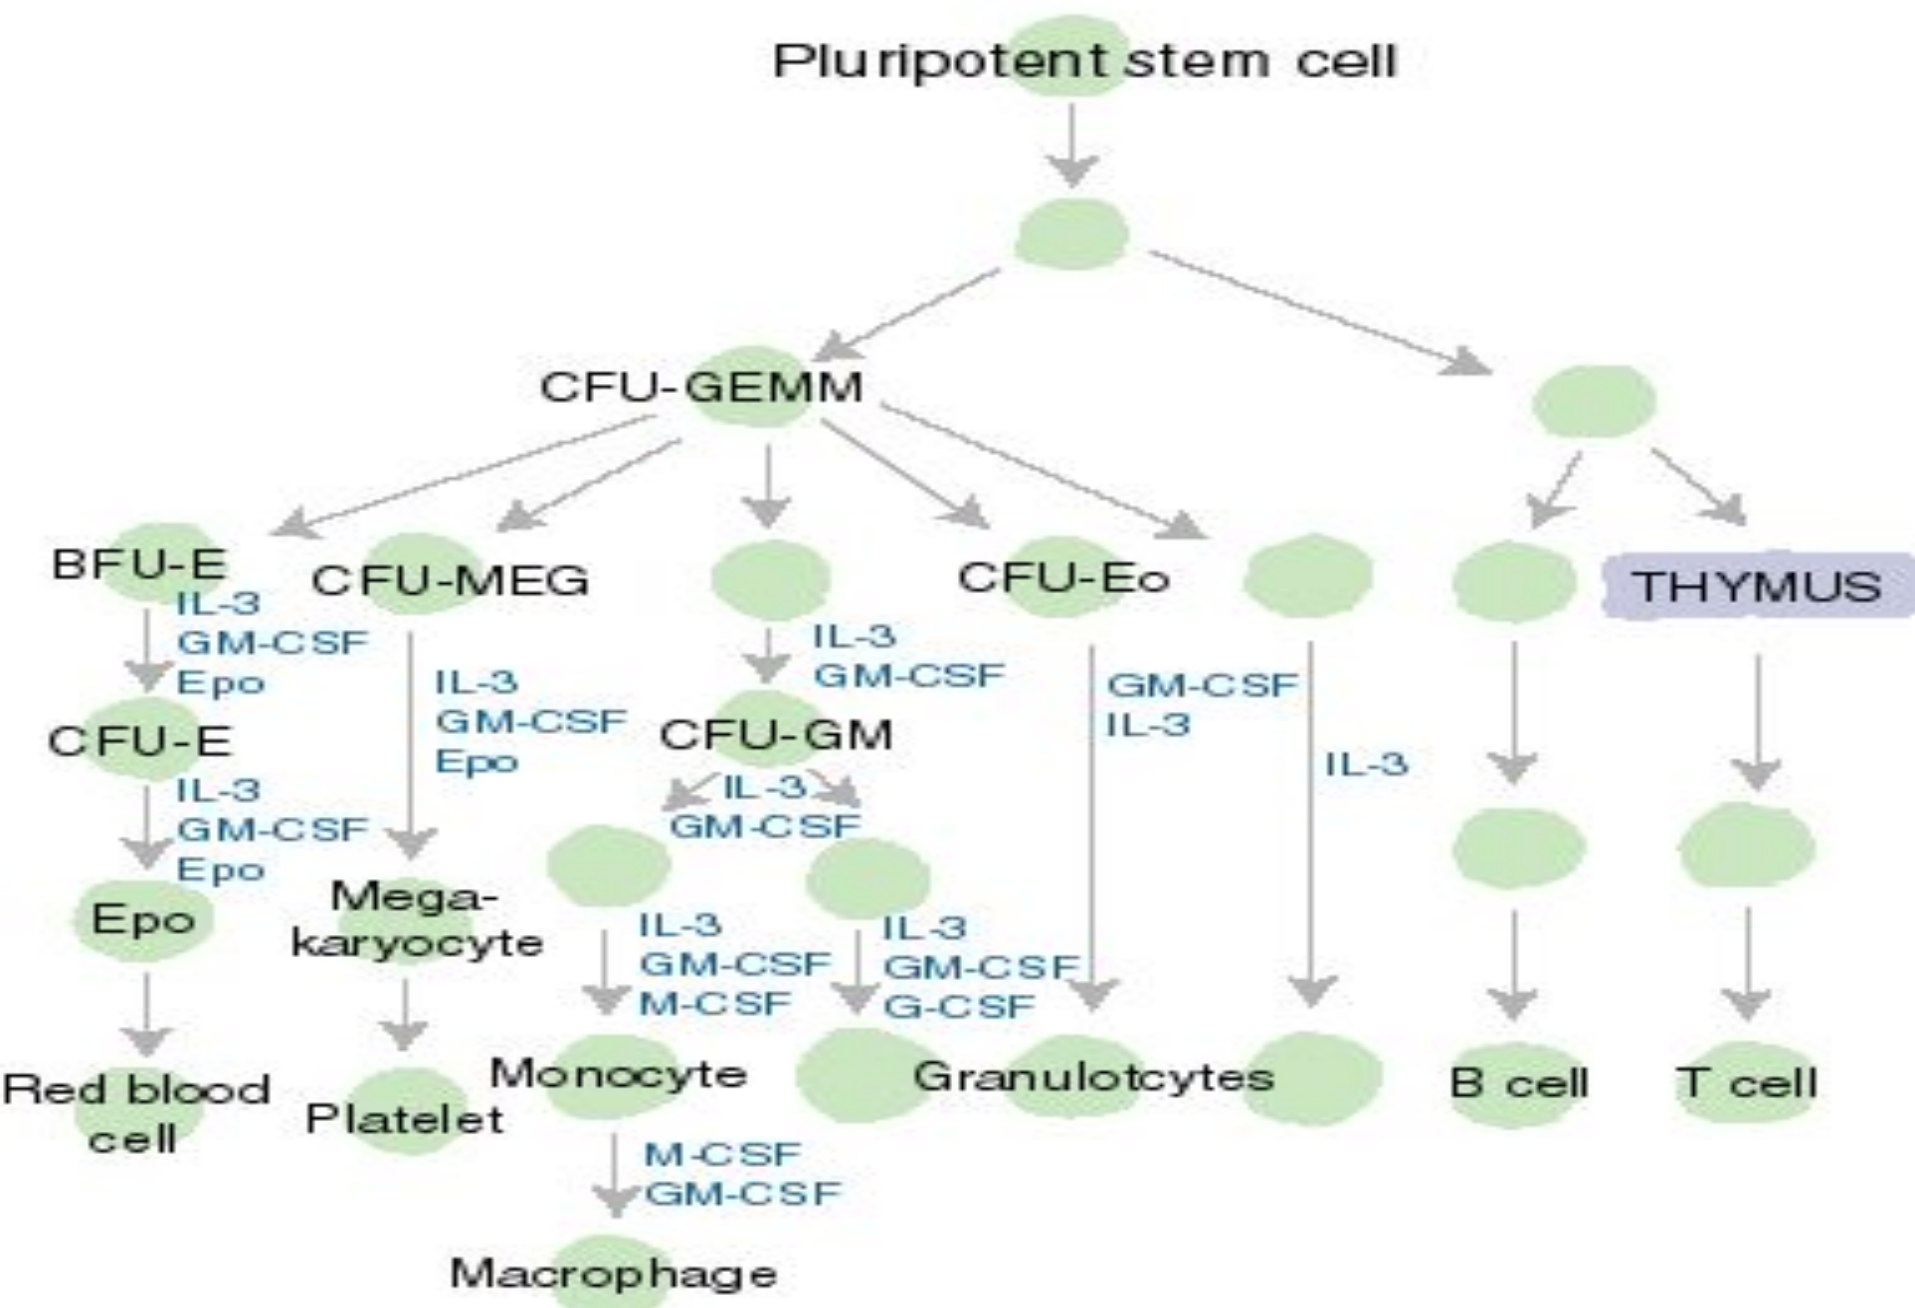 Pluripotent stem cell
CFU-GEMM
BFU-E
CFU-MEG
CFU-Eo
THYMUS
IL-3
GM-CSF
Epo
IL-3
GM-CSF
Epo
IL-3
GM-CSF
GM-CSF
IL-3
IL-3
CFU-E
CFU-GM
IL-3
GM-CSF
Epo
IL-3
GM-CSF
Epo
Mega-
karyocyte
IL-3
GM-CSF
M-CSF
IL-3
GM-CSF
G-CSF
Red blood
cell
Platelet
Monocyte
Granulotcytes
B cell
T cell
M-CSF
GM-CSF
Macrophage